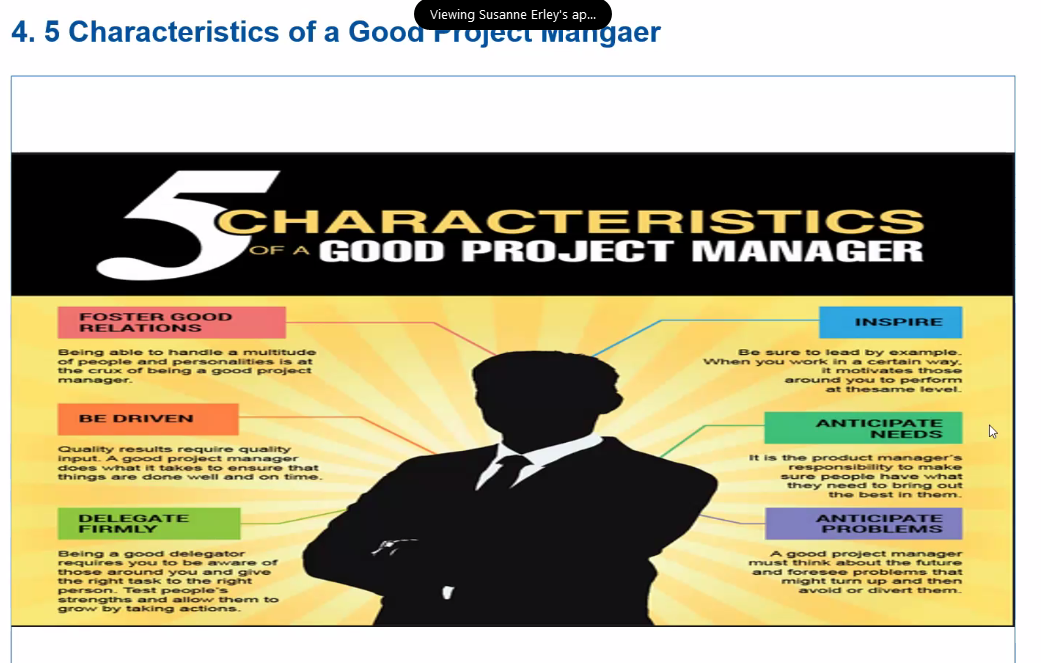 Viewing Susanne Erley's ap...
4. 5 Characteristics of a Good Project Mangaer
5 CHARACTERISTICS
OF A GOOD PROJECT MANAGER
FOSTER GOOD
RELATIONS
Being able to handle a multitude
of people and personalities is at
the crux of being a good project
manager.
BE DRIVEN
Quality results require quality
input. A good project manager
does what it takes to ensure that
things are done well and on time.
DELEGATE
FIRMLY
Being a good delegator
requires you to be aware of
those around you and give
the right task to the right
person. Test people's
strengths and allow them to
grow by taking actions.
INSPIRE
Be sure to lead by example.
When you work in a certain way.
it motivates those
around you to perform
at thesame level.
ANTICIPATE
NEEDS
It is the product manager's
responsibility to make
sure people have what
they need to bring out
the best in them.
ANTICIPATE
PROBLEMS
A good project manager
must think about the future
and foresee problems that
might turn up and then
avoid or divert them.